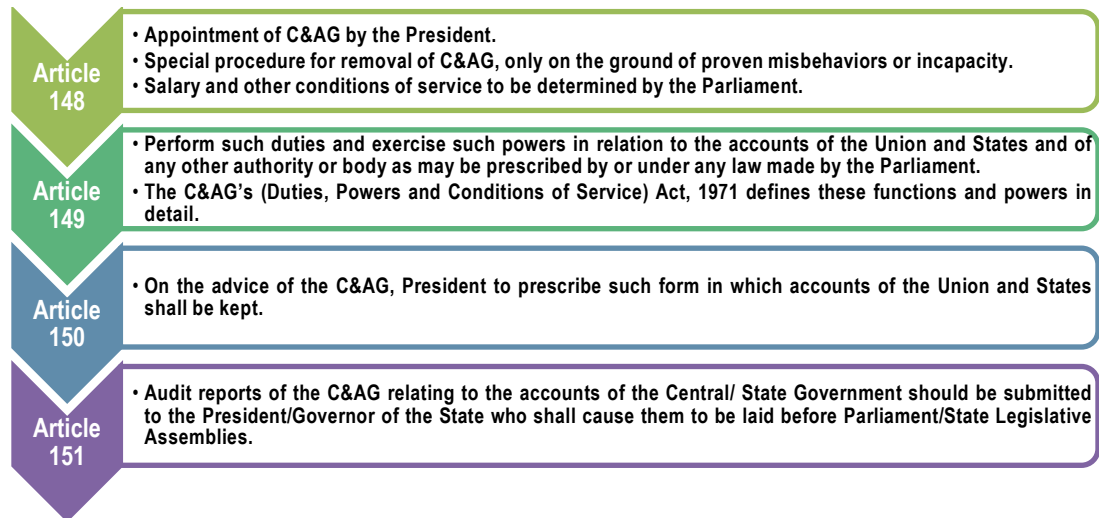 Article
148
• Appointment of C&AG by the President.
• Special procedure for removal of C&AG, only on the ground of proven misbehaviors or incapacity.
• Salary and other conditions of service to be determined by the Parliament.
Article
149
• Perform such duties and exercise such powers in relation to the accounts of the Union and States and of
any other authority or body as may be prescribed by or under any law made by the Parliament.
• The C&AG's (Duties, Powers and Conditions of Service) Act, 1971 defines these functions and powers in
detail.
Article
150
• On the advice of the C&AG, President to prescribe such form in which accounts of the Union and States
shall be kept.
Article
151
• Audit reports of the C&AG relating to the accounts of the Central/ State Government should be submitted
to the President/Governor of the State who shall cause them to be laid before Parliament/State Legislative
Assemblies.